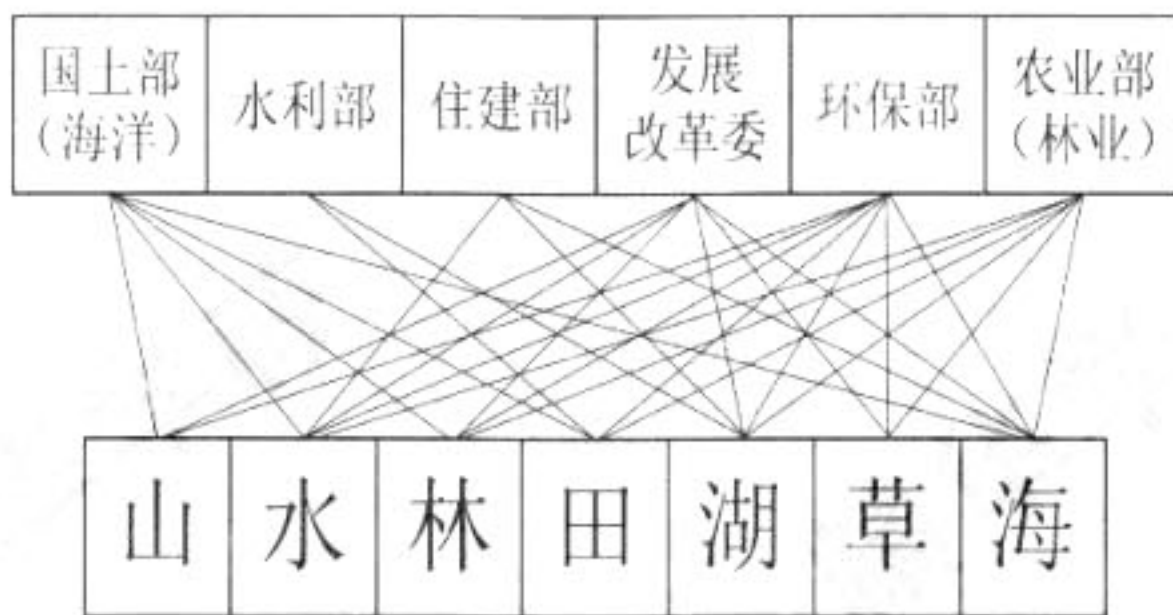 国土部
(海洋)
水利部
住建部
发展
改革委
环保部
农业部
(林业)
山
水
林
田
湖
草
海